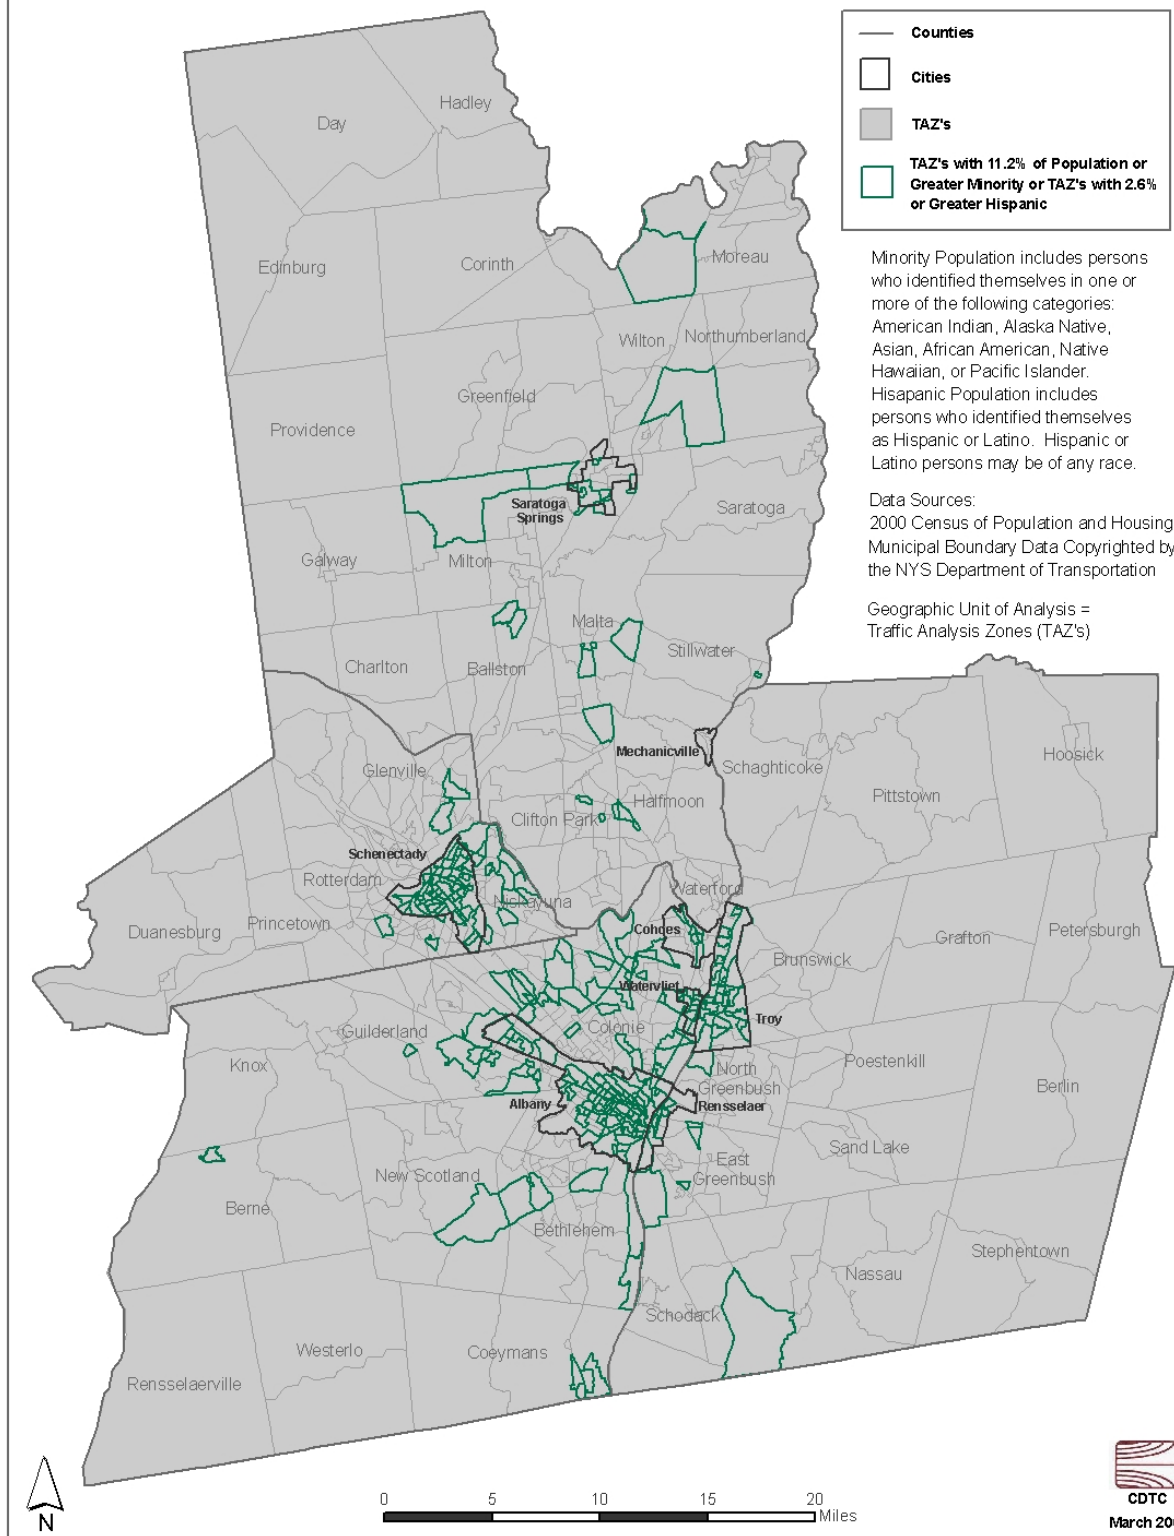 Counties
Cities
TAZ's
TAZ's with 11.2% of Population or
Greater Minority or TAZ's with 2.6%
or Greater Hispanic
Minority Population includes persons
who identified themselves in one or
more of the following categories:
American Indian, Alaska Native,
Asian, African American, Native
Hawaiian, or Pacific Islander.
Hisapanic Population includes
persons who identified themselves
as Hispanic or Latino. Hispanic or
Latino persons may be of any race.
Data Sources:
2000 Census of Population and Housing
Municipal Boundary Data Copyrighted by
the NYS Department of Transportation
Geographic Unit of Analysis =
Traffic Analysis Zones (TAZ's)
Hadley
Day
Moreau
Corinth
Edinburg
Northumberland
Wilton
Greenfield
Providence
Saratoga
Springs
Saratoga
Galway
Milton
Malta
Stillwater
Charlton
Ballston
Mechanicville
Hoosick
Schaghticoke
Glenville
Pittstown
Halfmoon
Clifton Park
Schenectady
Rotterdam
Waterford
Niskayuna
Princetown
Duanesburg
Cohoes
Petersburgh
Grafton
Brunswick
Watervliet
Troy
Colonie
Guilderland
Knox
Poestenkill
North
Greenbush
Berlin
Albany
Rensselaer
Sand Lake
East
Greenbush
New Scotland
Berne
Bethlehem
Stephentown
Nassau
Schodack
Westerlo
Coeymans
Rensselaerville
N
0 5 10 15 20
Miles
CDTC
March 20